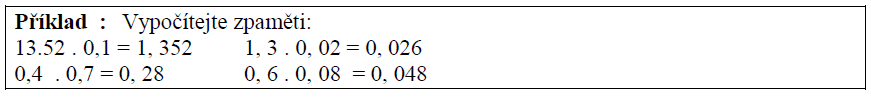 Příklad : Vypočítejte zpaměti:
13.52 . 0,1 = 1, 352 1, 3 . 0, 02 = 0, 026
0,4 . 0,7 = 0, 28 0, 6 . 0, 08 = 0, 048